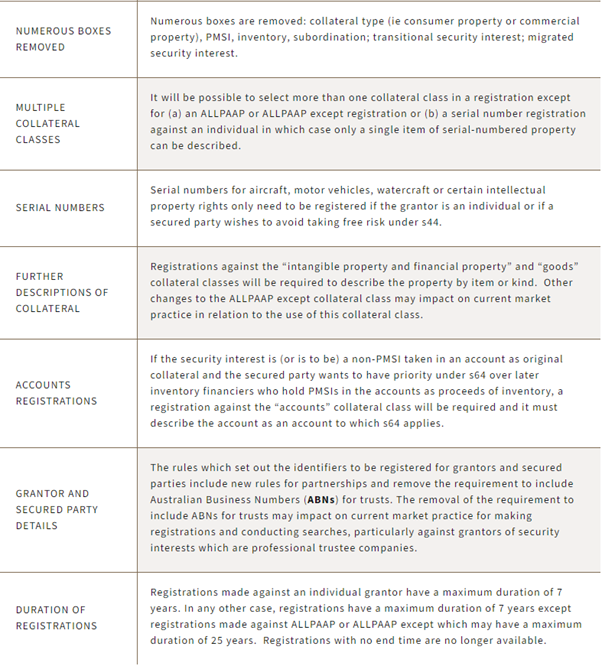 NUMEROUS BOXES
REMOVED
Numerous boxes are removed: collateral type (ie consumer property or commercial
property), PMSI, inventory, subordination; transitional security interest; migrated
security interest.
MULTIPLE
COLLATERAL
CLASSES
It will be possible to select more than one collateral class in a registration except
for (a) an ALLPAAP or ALLPAAP except registration or (b) a serial number registration
against an individual in which case only a single item of serial-numbered property
can be described.
SERIAL NUMBERS
Serial numbers for aircraft, motor vehicles, watercraft or certain intellectual
property rights only need to be registered if the grantor is an individual or if a
secured party wishes to avoid taking free risk under s44.
FURTHER
DESCRIPTIONS OF
COLLATERAL
Registrations against the “intangible property and financial property” and “goods”
collateral classes will be required to describe the property by item or kind. Other
changes to the ALLPAAP except collateral class may impact on current market
practice in relation to the use of this collateral class.
ACCOUNTS
REGISTRATIONS
If the security interest is (or is to be) a non-PMSI taken in an account as original
collateral and the secured party wants to have priority under s64 over later
inventory financiers who hold PMSIs in the accounts as proceeds of inventory, a
registration against the “accounts” collateral class will be required and it must
describe the account as an account to which s64 applies.
GRANTOR AND
SECURED PARTY
DETAILS
The rules which set out the identifiers to be registered for grantors and secured
parties include new rules for partnerships and remove the requirement to include
Australian Business Numbers (ABNs) for trusts. The removal of the requirement to
include ABNs for trusts may impact on current market practice for making
registrations and conducting searches, particularly against grantors of security
interests which are professional trustee companies.
DURATION OF
REGISTRATIONS
Registrations made against an individual grantor have a maximum duration of 7
years. In any other case, registrations have a maximum duration of 7 years except
registrations made against ALLPAAP or ALLPAAP except which may have a maximum
duration of 25 years. Registrations with no end time are no longer available.